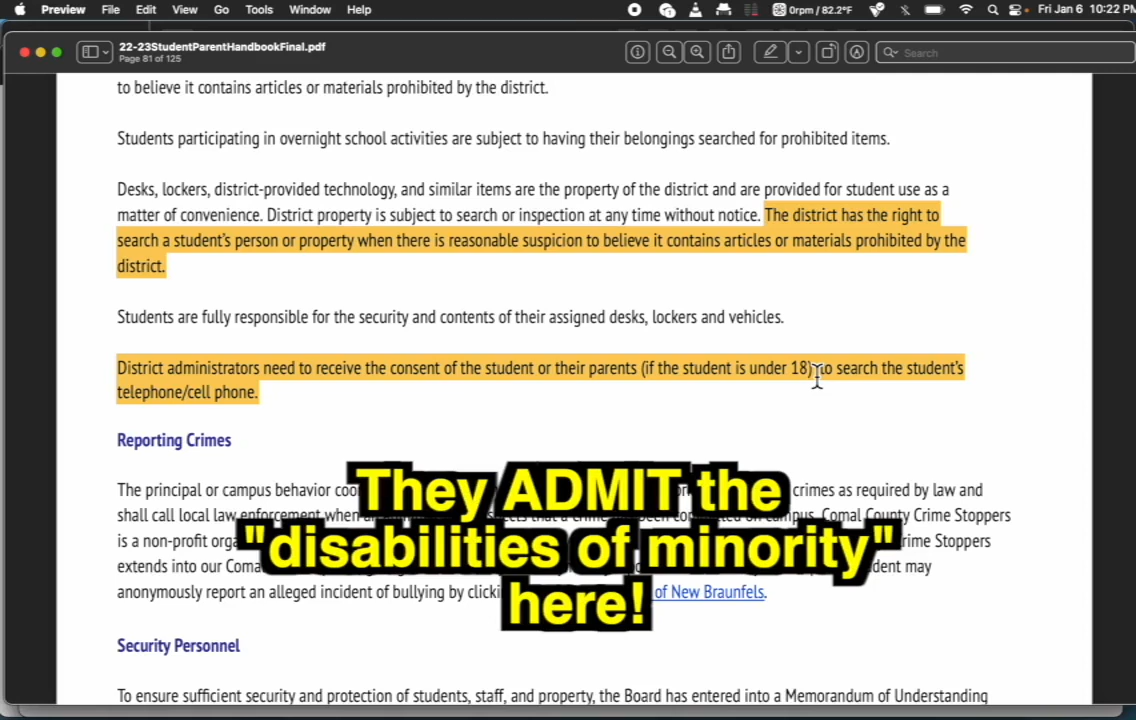 Preview File Edit View Go Tools Window Help 0rpm / 82.2°F Fri Jan 6 10:22 PM
22-23StudentParentHandbookFinal.pdf
Page 81 of 125
Search
to believe it contains articles or materials prohibited by the district.
Students participating in overnight school activities are subject to having their belongings searched for prohibited items.
Desks, lockers, district-provided technology, and similar items are the property of the district and are provided for student use as a
matter of convenience. District property is subject to search or inspection at any time without notice. The district has the right to
search a student's person or property when there is reasonable suspicion to believe it contains articles or materials prohibited by the
district.
Students are fully responsible for the security and contents of their assigned desks, lockers and vehicles.
District administrators need to receive the consent of the student or their parents (if the student is under 18) to search the student's
telephone/cell phone.
Reporting Crimes
The principal or campus behavior crimes as required by law and
shall call local law enforcement when campus. Comal County Crime Stoppers
is a non-profit Crime Stoppers
extends into our student may
anonymously report an alleged incident of bullying by of New Braunfels.
They ADMIT the
"disabilities of minority"
here!
Security Personnel
To ensure sufficient security and protection of students, staff, and property, the Board has entered into a Memorandum of Understanding